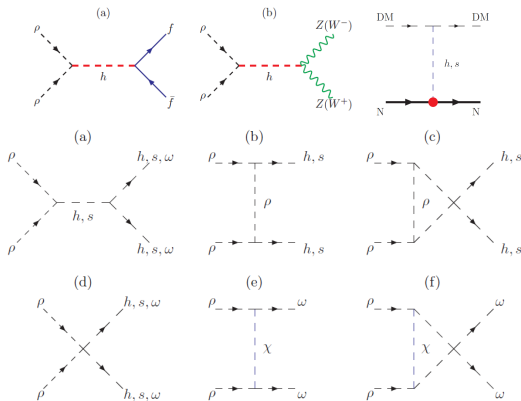 (a) (b)
ρ f ρ Z(W⁻) DM DM
h h h, s
ρ f̄ ρ Z(W⁺) N N
(a) (b) (c)
ρ h, s, ω ρ h, s ρ h, s
h, s ρ ρ
ρ h, s, ω ρ h, s ρ h, s
(d) (e) (f)
ρ h, s, ω ρ ω ρ ω
χ χ
ρ h, s, ω ρ ω ρ ω